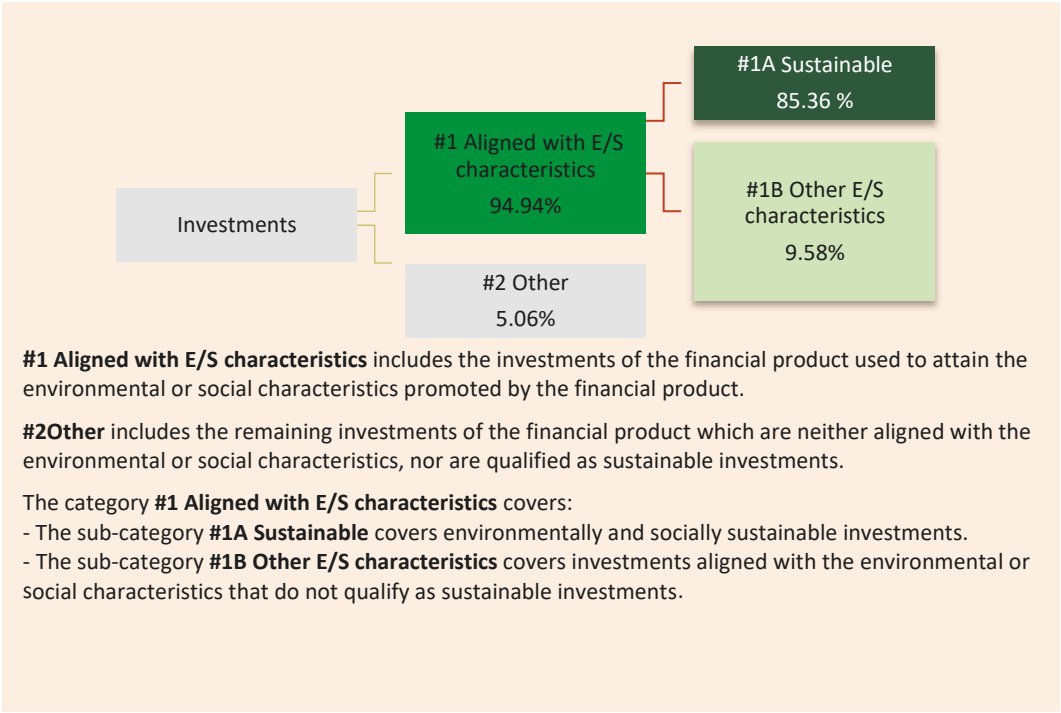 #1A Sustainable
85.36 %
#1 Aligned with E/S
characteristics
94.94%
#1B Other E/S
characteristics
9.58%
Investments
#2 Other
5.06%
#1 Aligned with E/S characteristics includes the investments of the financial product used to attain the
environmental or social characteristics promoted by the financial product.
#2Other includes the remaining investments of the financial product which are neither aligned with the
environmental or social characteristics, nor are qualified as sustainable investments.
The category #1 Aligned with E/S characteristics covers:
- The sub-category #1A Sustainable covers environmentally and socially sustainable investments.
- The sub-category #1B Other E/S characteristics covers investments aligned with the environmental or
social characteristics that do not qualify as sustainable investments.